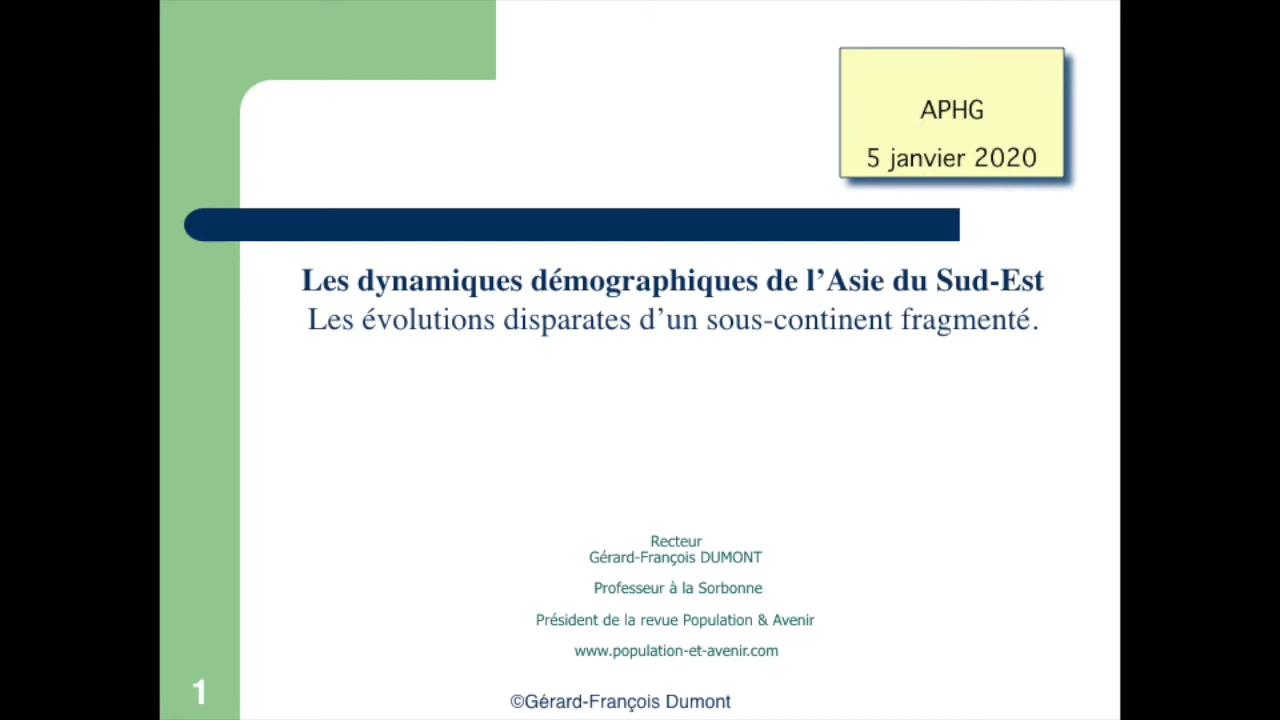 APHG
5 janvier 2020
Les dynamiques démographiques de l’Asie du Sud-Est
Les évolutions disparates d’un sous-continent fragmenté.
Recteur
Gérard-François DUMONT
Professeur à la Sorbonne
Président de la revue Population & Avenir
www.population-et-avenir.com
1
©Gérard-François Dumont